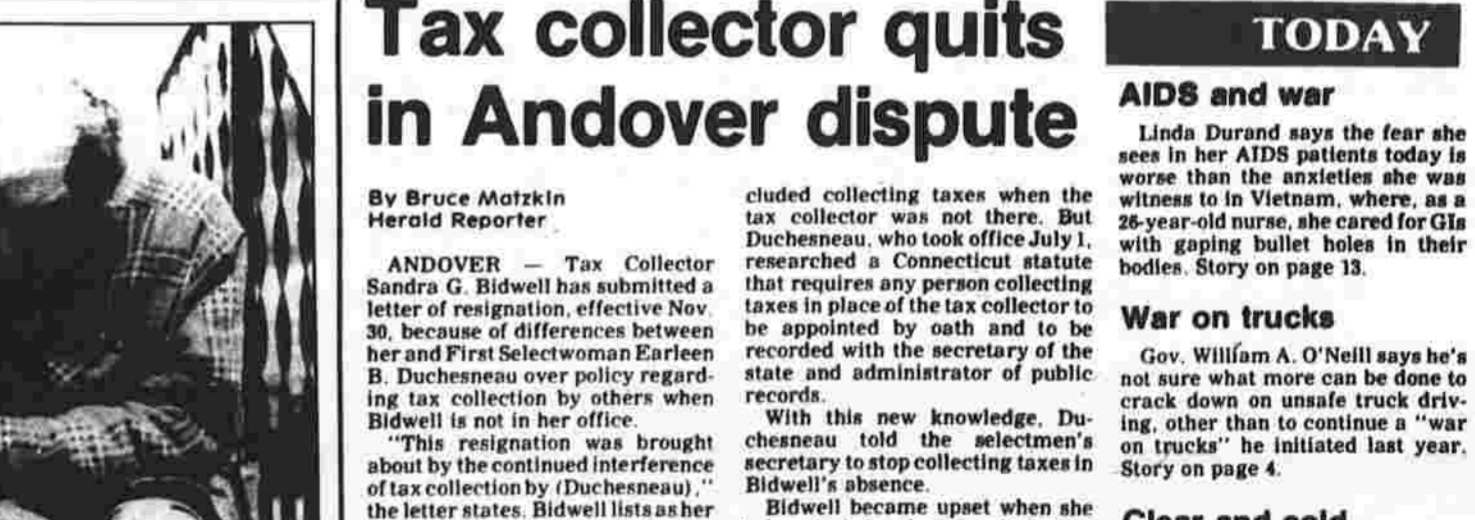 Tax collector quits
in Andover dispute
By Bruce Matzkin
Herald Reporter
ANDOVER — Tax Collector
Sandra G. Bidwell has submitted a
letter of resignation, effective Nov.
30, because of differences between
her and First Selectwoman Earleen
B. Duchesneau over policy regard-
ing tax collection by others when
Bidwell is not in her office.
"This resignation was brought
about by the continued interference
of tax collection by (Duchesneau),"
the letter states. Bidwell lists as her
cluded collecting taxes when the
tax collector was not there. But
Duchesneau, who took office July 1,
researched a Connecticut statute
that requires any person collecting
taxes in place of the tax collector to
be appointed by oath and to be
recorded with the secretary of the
state and administrator of public
records.
With this new knowledge, Du-
chesneau told the selectmen's
secretary to stop collecting taxes in
Bidwell's absence.
Bidwell became upset when she
TODAY
AIDS and war
Linda Durand says the fear she
sees in her AIDS patients today is
worse than the anxieties she was
witness to in Vietnam, where, as a
26-year-old nurse, she cared for GIs
with gaping bullet holes in their
bodies. Story on page 13.
War on trucks
Gov. William A. O'Neill says he's
not sure what more can be done to
crack down on unsafe truck driv-
ing, other than to continue a "war
on trucks" he initiated last year.
Story on page 4.
Clear and cold